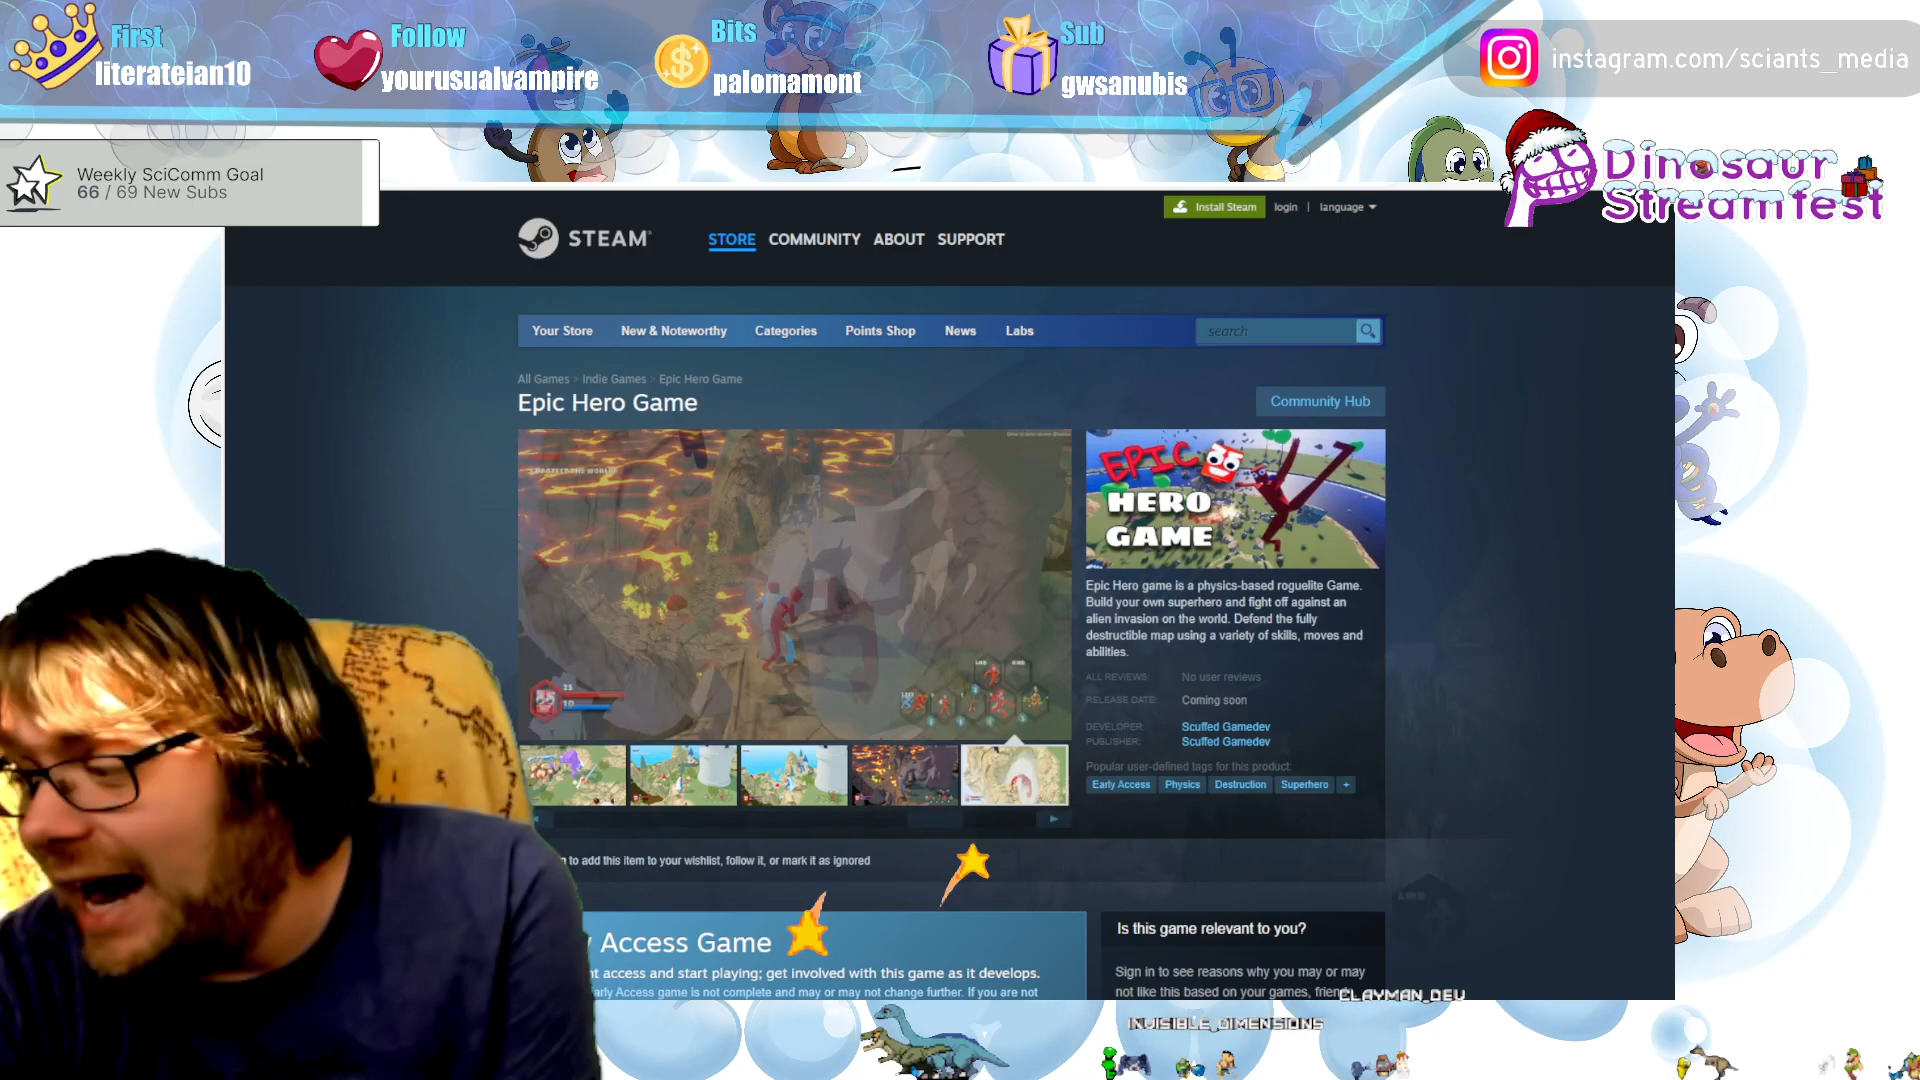 First
literateian10
Follow
yourusualvampire
Bits
palomamont
Sub
gwsanubis
instagram.com/sciants_media
Weekly SciComm Goal
66 / 69 New Subs
Dinosaur
Streamfest
Install Steam
login | language
STEAM
STORE COMMUNITY ABOUT SUPPORT
Your Store New & Noteworthy Categories Points Shop News Labs
search
All Games > Indie Games > Epic Hero Game
Epic Hero Game
Community Hub
PROTECT THE WORLD
EPIC
HERO
GAME
Epic Hero game is a physics-based roguelite Game.
Build your own superhero and fight off against an
alien invasion on the world. Defend the fully
destructible map using a variety of skills, moves and
abilities.
ALL REVIEWS: No user reviews
RELEASE DATE: Coming soon
DEVELOPER: Scuffed Gamedev
PUBLISHER: Scuffed Gamedev
Popular user-defined tags for this product:
Early Access Physics Destruction Superhero +
to add this item to your wishlist, follow it, or mark it as ignored
Access Game
access and start playing; get involved with this game as it develops.
Early Access game is not complete and may or may not change further. If you are not
Is this game relevant to you?
Sign in to see reasons why you may or may
not like this based on your games, friends,
CLAYMAN_DEV
INVISIBLE_DIMENSIONS